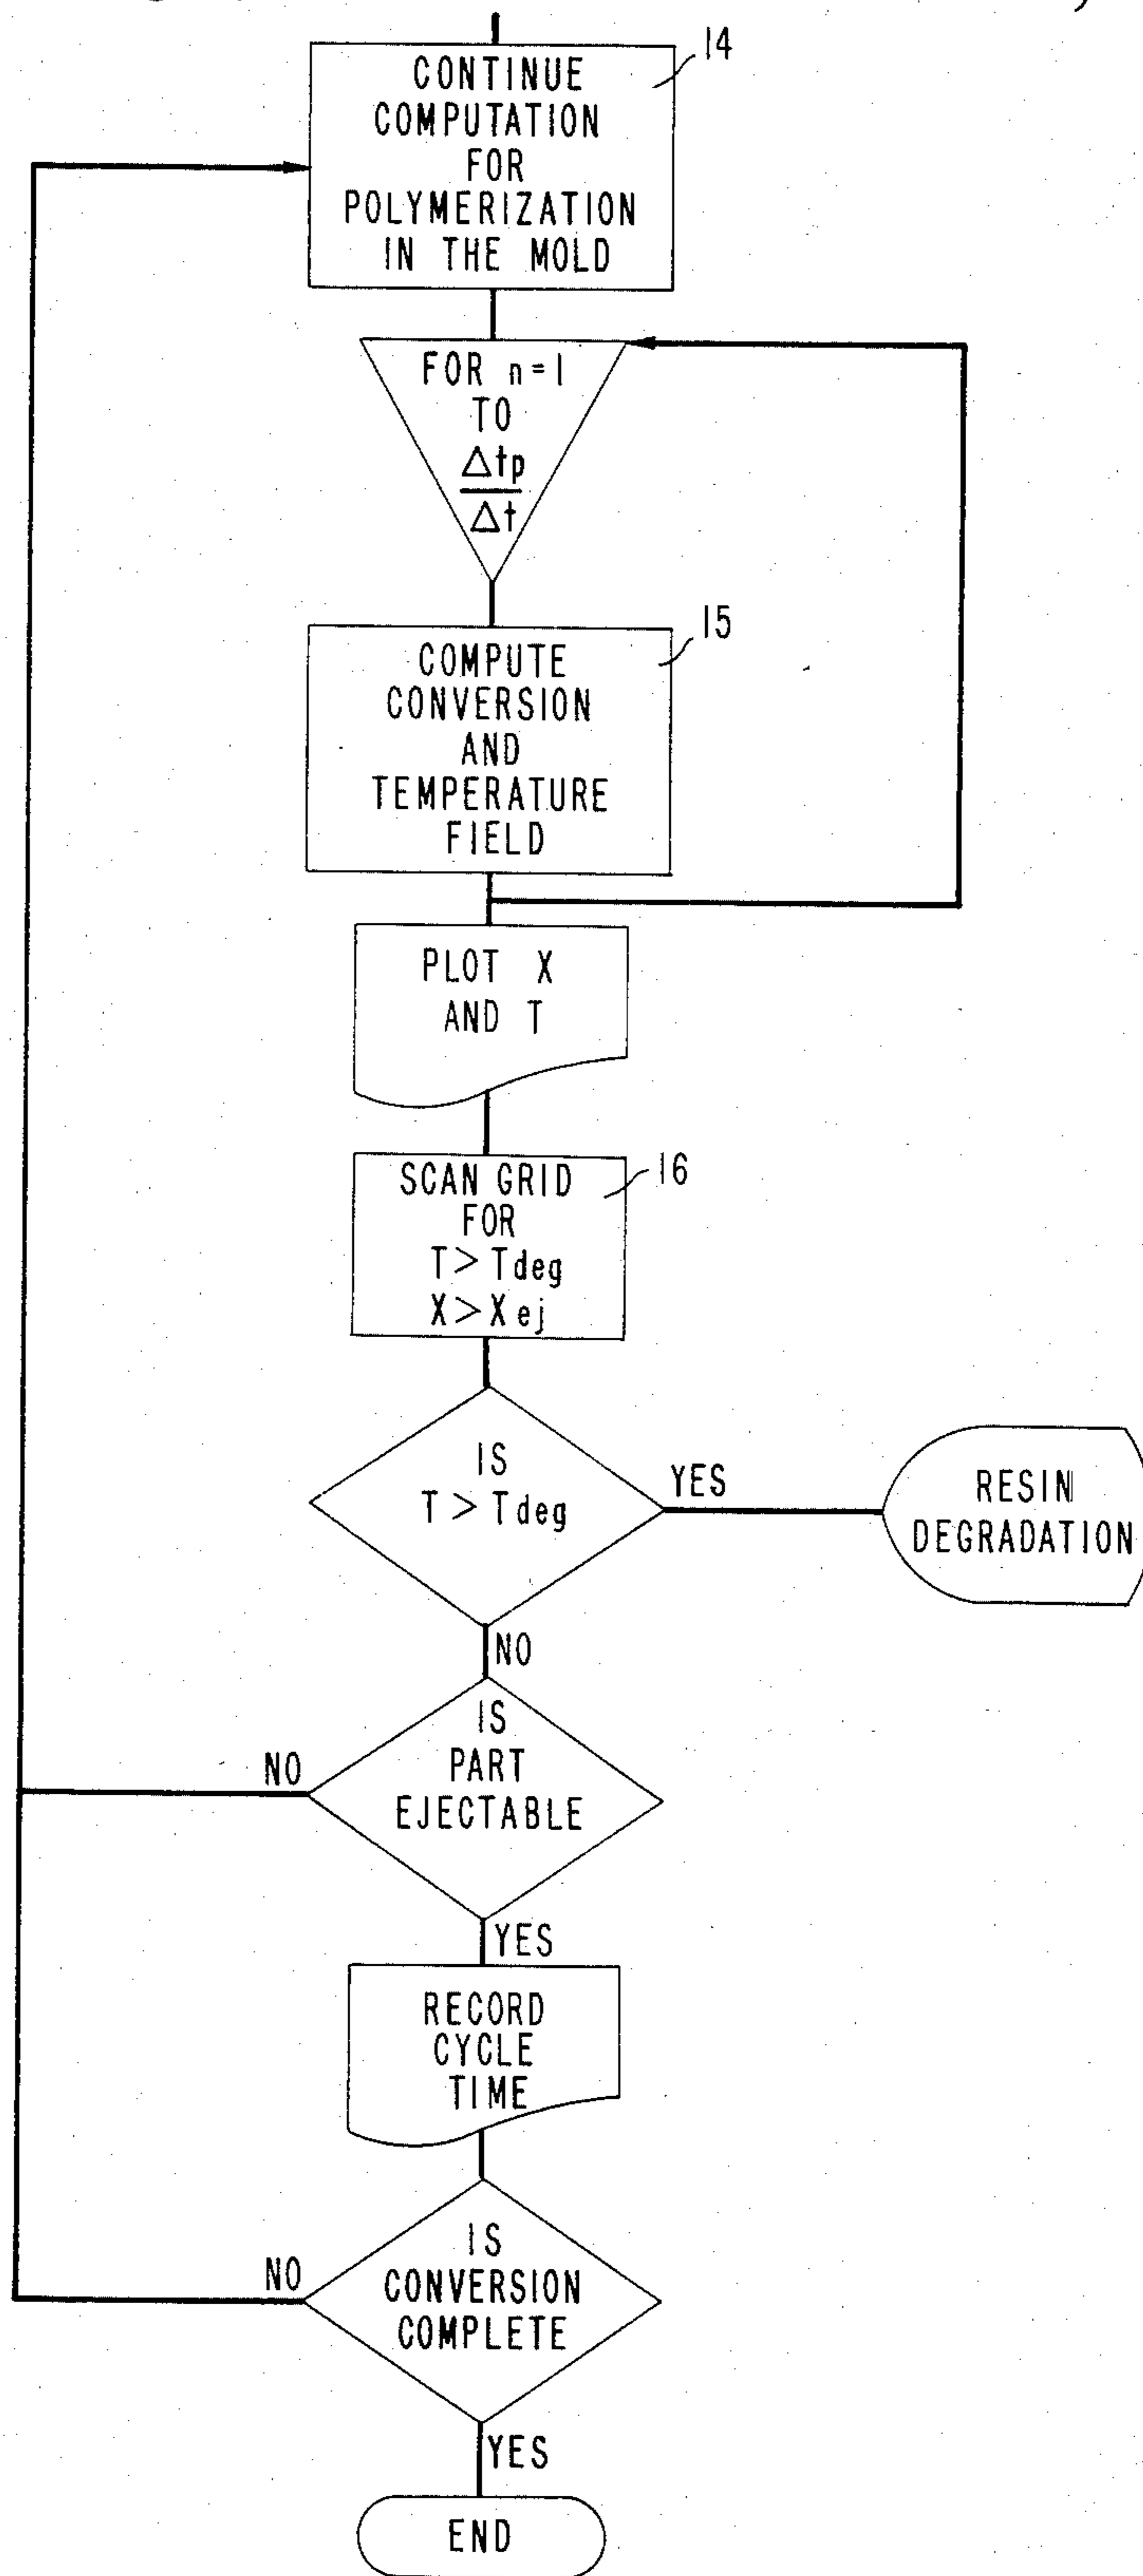 14
CONTINUE
COMPUTATION
FOR
POLYMERIZATION
IN THE MOLD
FOR n=1
TO
Δtp
Δt
15
COMPUTE
CONVERSION
AND
TEMPERATURE
FIELD
PLOT X
AND T
16
SCAN GRID
FOR
T > Tdeg
X > Xej
IS
T > Tdeg
YES
RESIN
DEGRADATION
NO
IS
PART
EJECTABLE
NO
YES
RECORD
CYCLE
TIME
IS
CONVERSION
COMPLETE
NO
YES
END